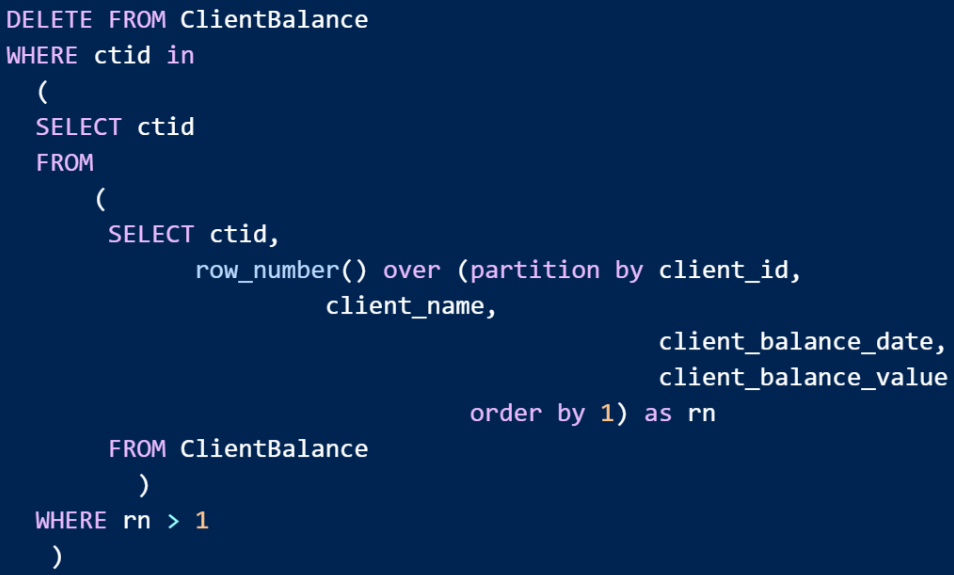 DELETE FROM ClientBalance
WHERE ctid in
(
SELECT ctid
FROM
(
SELECT ctid,
row_number() over (partition by client_id,
client_name,
client_balance_date,
client_balance_value
order by 1) as rn
FROM ClientBalance
)
WHERE rn > 1
)